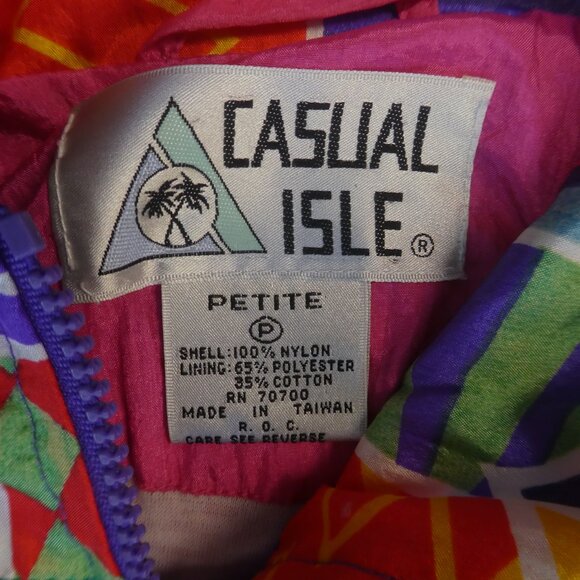 CASUAL
ISLE®
PETITE
P
SHELL:100% NYLON
LINING: 65% POLYESTER
35% COTTON
RN 70700
MADE IN TAIWAN
R. O. C.
CARE SEE REVERSE